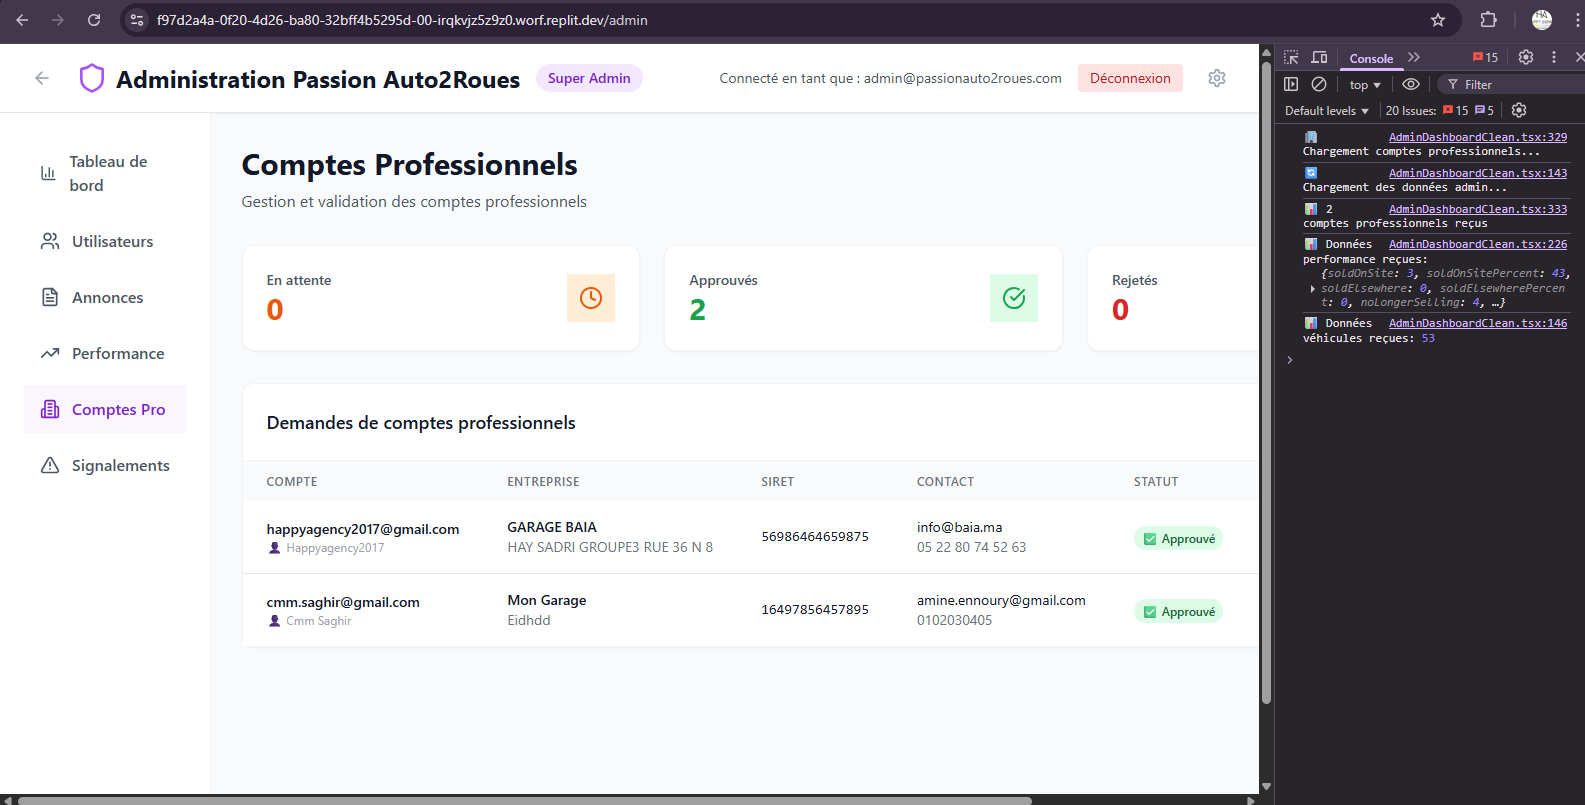 f97d2a4a-0f20-4d26-ba80-32bff4b5295d-00-irqkvjz5z9z0.worf.replit.dev/admin
Administration Passion Auto2Roues
Super Admin
Connecté en tant que : admin@passionauto2roues.com
Déconnexion
Tableau de
bord
Utilisateurs
Annonces
Performance
Comptes Pro
Signalements
Comptes Professionnels
Gestion et validation des comptes professionnels
En attente
0
Approuvés
2
Rejetés
0
Demandes de comptes professionnels
COMPTE ENTREPRISE SIRET CONTACT STATUT
happyagency2017@gmail.com
Happyagency2017
GARAGE BAIA
HAY SADRI GROUPE3 RUE 36 N 8
56986464659875
info@baia.ma
05 22 80 74 52 63
Approuvé
cmm.saghir@gmail.com
Cmm Saghir
Mon Garage
Eidhdd
16497856457895
amine.ennoury@gmail.com
0102030405
Approuvé
Console
15
top
Filter
Default levels
20 Issues: 15 5
AdminDashboardClean.tsx:329
Chargement comptes professionnels...
AdminDashboardClean.tsx:143
Chargement des données admin...
2 AdminDashboardClean.tsx:333
comptes professionnels reçus
Données AdminDashboardClean.tsx:226
performance reçues:
{soldOnSite: 3, soldOnSitePercent: 43,
soldElsewhere: 0, soldElsewherePercen
t: 0, noLongerSelling: 4, …}
Données AdminDashboardClean.tsx:146
véhicules reçues: 53